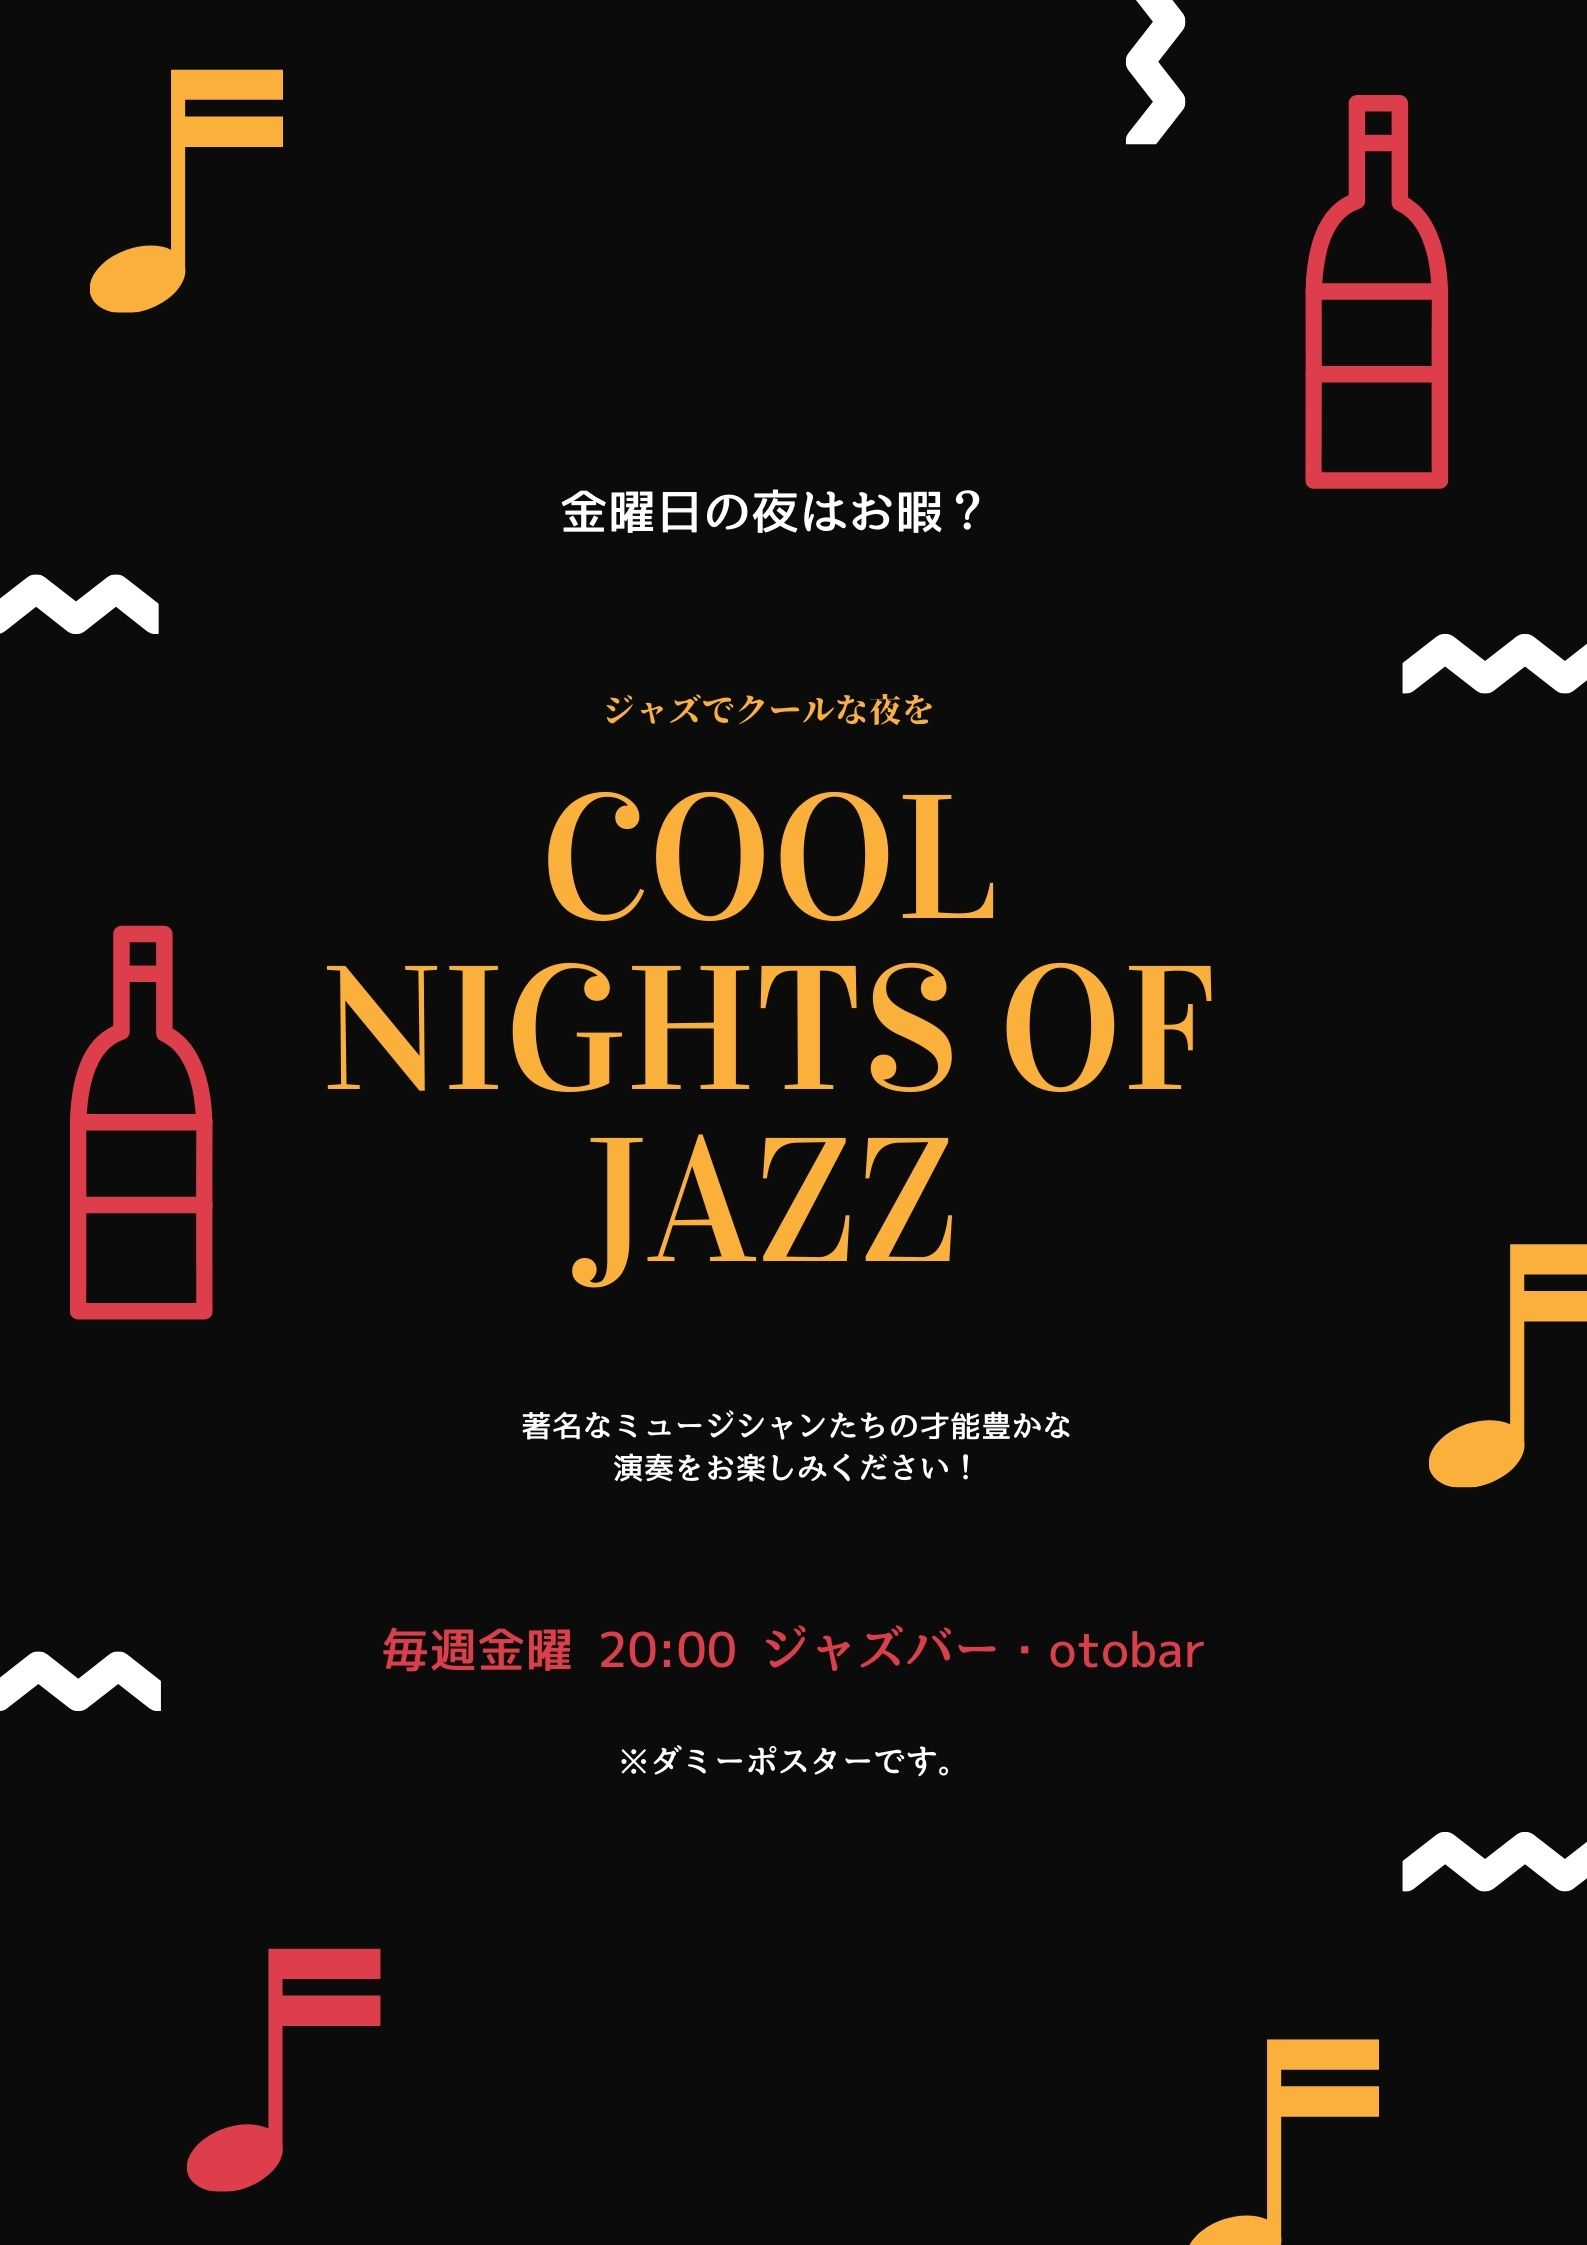 金曜日の夜はお暇？
ジャズでクールな夜を
COOL
NIGHTS OF
JAZZ
著名なミュージシャンたちの才能豊かな
演奏をお楽しみください！
毎週金曜 20:00 ジャズバー・otobar
※ダミーポスターです。